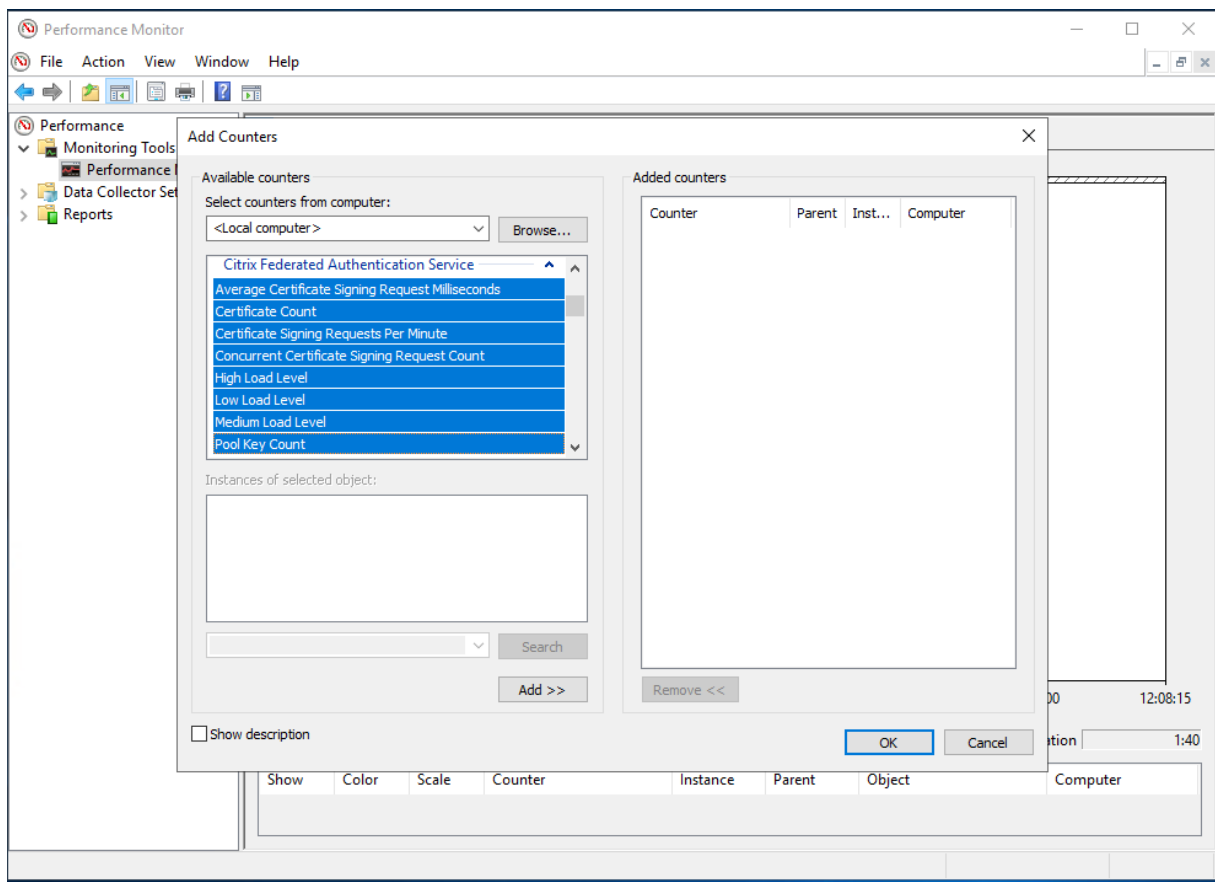 Performance Monitor
File Action View Window Help
Performance
Monitoring Tools
Performance
Data Collector Set
Reports
Add Counters
Available counters
Select counters from computer:
<Local computer>
Browse...
Citrix Federated Authentication Service
Average Certificate Signing Request Milliseconds
Certificate Count
Certificate Signing Requests Per Minute
Concurrent Certificate Signing Request Count
High Load Level
Low Load Level
Medium Load Level
Pool Key Count
Instances of selected object:
Search
Add >>
Show description
Added counters
Counter Parent Inst... Computer
Remove <<
OK Cancel
00 12:08:15
ation 1:40
Show Color Scale Counter Instance Parent Object Computer